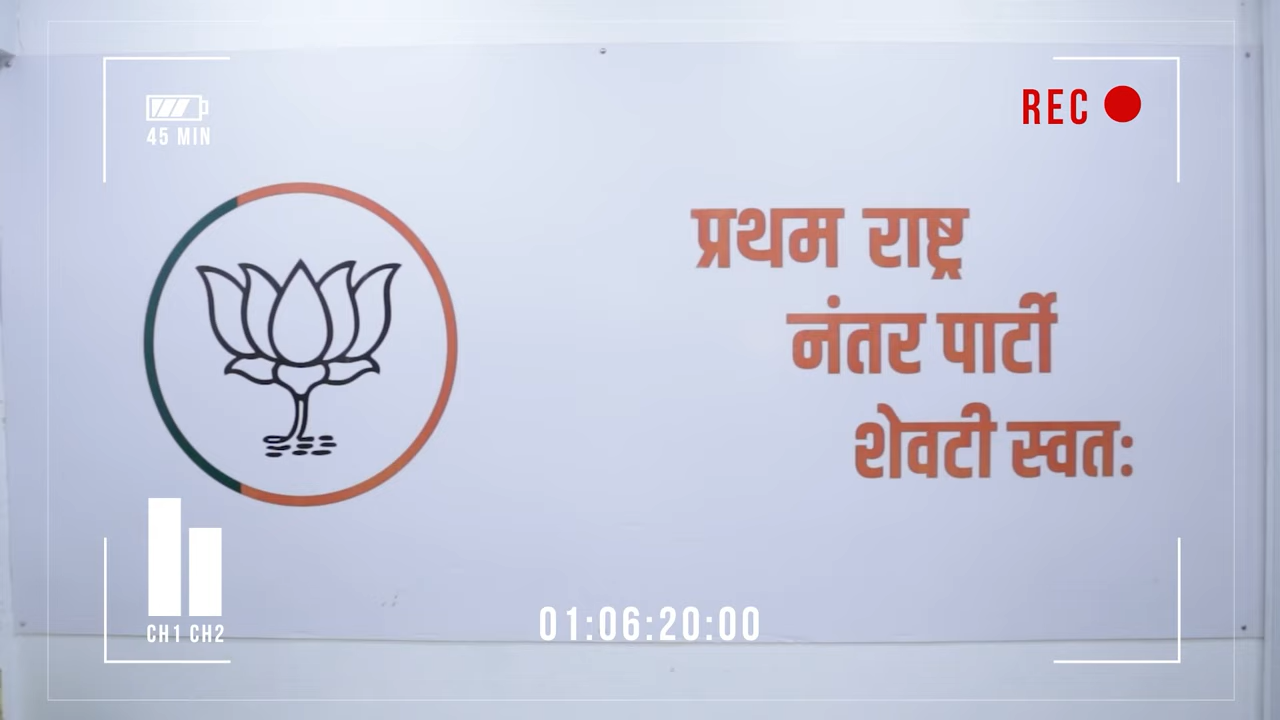 REC
45 MIN
प्रथम राष्ट्र
नंतर पार्टी
शेवटी स्वतः
01:06:20:00
CH1 CH2